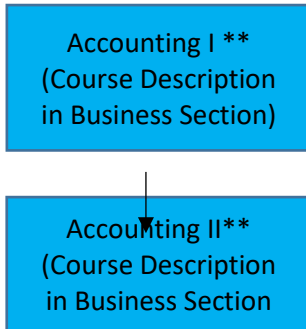 Accounting I **
(Course Description
in Business Section)
Accounting II**
(Course Description
in Business Section